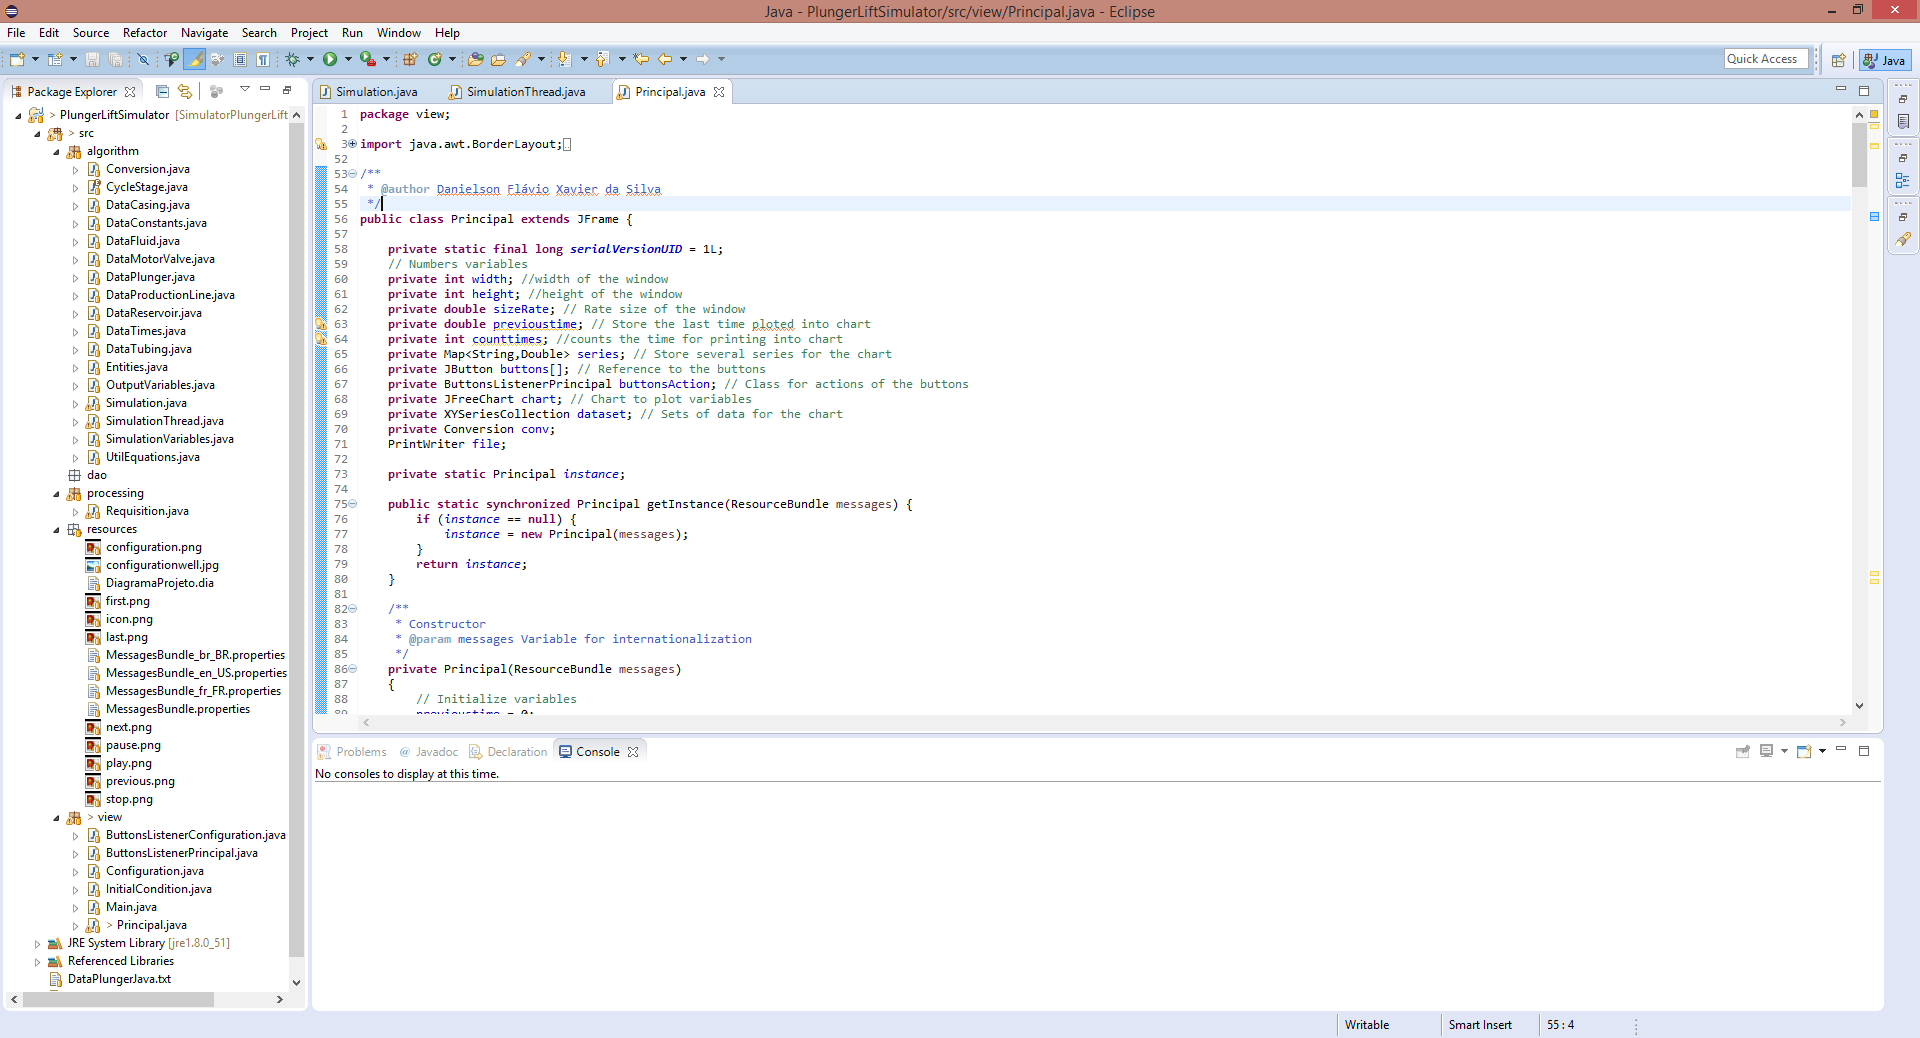 Java - PlungerLiftSimulator/src/view/Principal.java - Eclipse
File Edit Source Refactor Navigate Search Project Run Window Help
Quick Access
Java
Package Explorer
> PlungerLiftSimulator [SimulatorPlungerLift
> src
algorithm
Conversion.java
CycleStage.java
DataCasing.java
DataConstants.java
DataFluid.java
DataMotorValve.java
DataPlunger.java
DataProductionLine.java
DataReservoir.java
DataTimes.java
DataTubing.java
Entities.java
OutputVariables.java
Simulation.java
SimulationThread.java
SimulationVariables.java
UtilEquations.java
dao
processing
Requisition.java
resources
configuration.png
configurationwell.jpg
DiagramaProjeto.dia
first.png
icon.png
last.png
MessagesBundle_br_BR.properties
MessagesBundle_en_US.properties
MessagesBundle_fr_FR.properties
MessagesBundle.properties
next.png
pause.png
play.png
previous.png
stop.png
> view
ButtonsListenerConfiguration.java
ButtonsListenerPrincipal.java
Configuration.java
InitialCondition.java
Main.java
> Principal.java
JRE System Library [jre1.8.0_51]
Referenced Libraries
DataPlungerJava.txt
Simulation.java SimulationThread.java Principal.java
1 package view;
2
3 import java.awt.BorderLayout;
52
53 /**
54 * @author Danielson Flávio Xavier da Silva
55 */
56 public class Principal extends JFrame {
57
58 private static final long serialVersionUID = 1L;
59 // Numbers variables
60 private int width; //width of the window
61 private int height; //height of the window
62 private double sizeRate; // Rate size of the window
63 private double previoustime; // Store the last time ploted into chart
64 private int counttimes; //counts the time for printing into chart
65 private Map<String,Double> series; // Store several series for the chart
66 private JButton buttons[]; // Reference to the buttons
67 private ButtonsListenerPrincipal buttonsAction; // Class for actions of the buttons
68 private JFreeChart chart; // Chart to plot variables
69 private XYSeriesCollection dataset; // Sets of data for the chart
70 private Conversion conv;
71 PrintWriter file;
72
73 private static Principal instance;
74
75 public static synchronized Principal getInstance(ResourceBundle messages) {
76 if (instance == null) {
77 instance = new Principal(messages);
78 }
79 return instance;
80 }
81
82 /**
83 * Constructor
84 * @param messages Variable for internationalization
85 */
86 private Principal(ResourceBundle messages)
87 {
88 // Initialize variables
89 previoustime = 0;
Problems @ Javadoc Declaration Console
No consoles to display at this time.
Writable Smart Insert 55 : 4